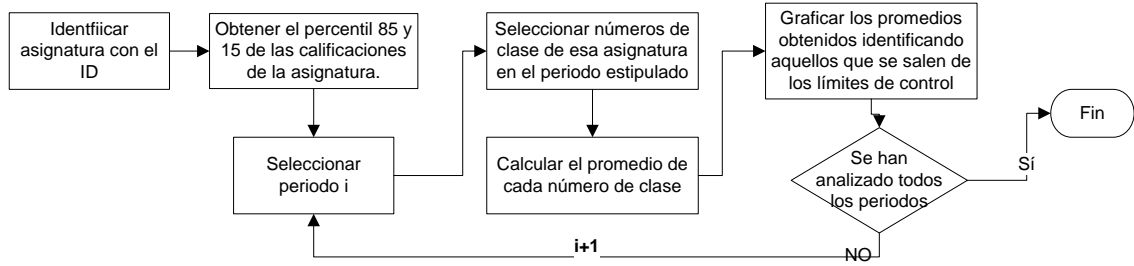 Identfiicar
asignatura con el
ID
Obtener el percentil 85 y
15 de las calificaciones
de la asignatura.
Seleccionar
periodo i
Seleccionar números de
clase de esa asignatura
en el periodo estipulado
Calcular el promedio de
cada número de clase
Graficar los promedios
obtenidos identificando
aquellos que se salen de
los límites de control
Se han
analizado todos
los periodos
Sí
Fin
NO
i+1